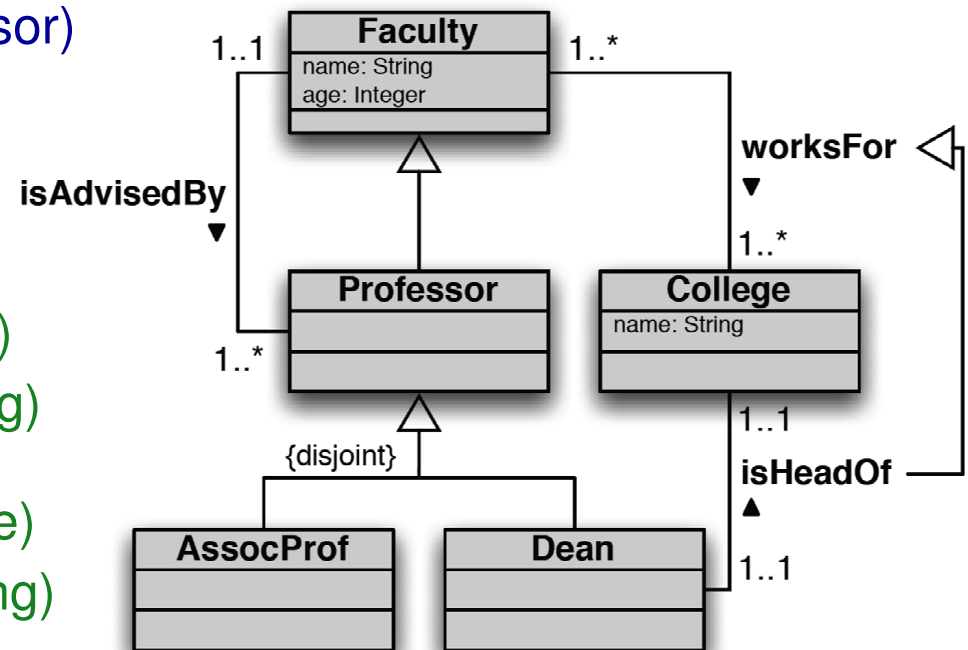 sor)
Faculty
1..1
1..*
name: String
age: Integer
worksFor
▼
isAdvisedBy
▼
1..*
Professor
College
)
name: String
1..*
g)
1..1
{disjoint}
isHeadOf
▲
e)
AssocProf
Dean
1..1
ng)